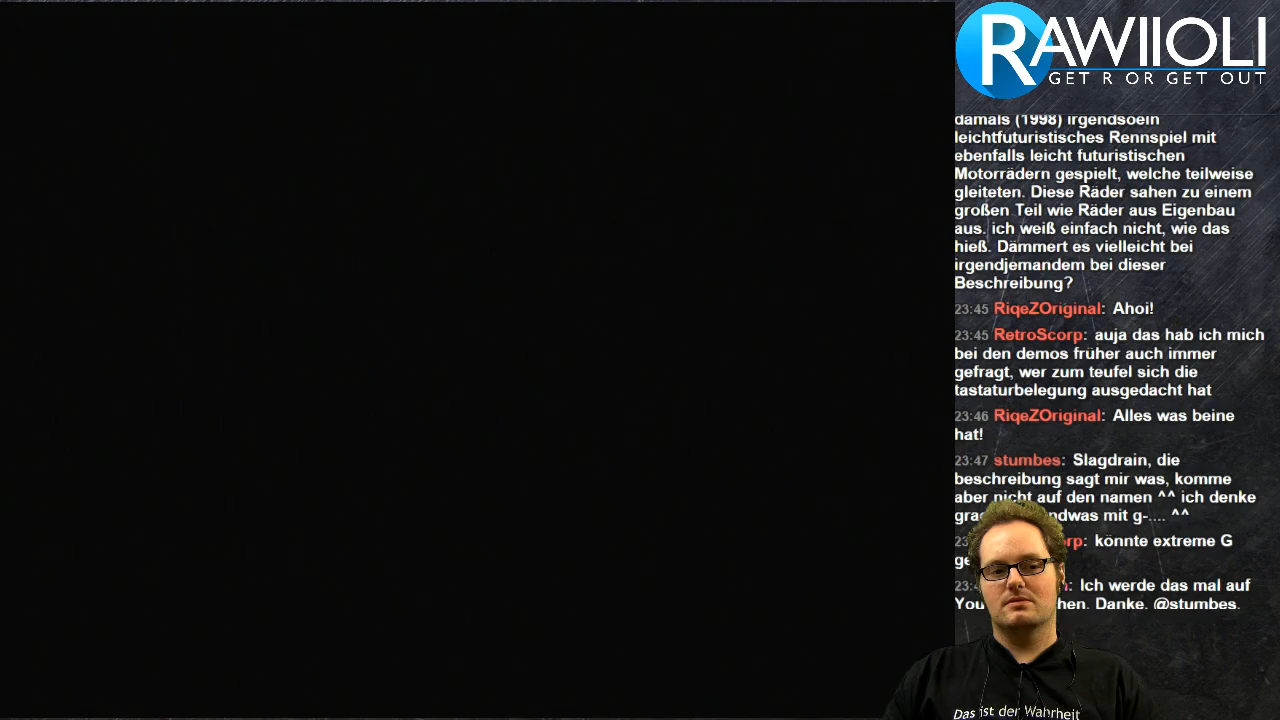 RAWIIOLI
GET R OR GET OUT
damals (1998) irgendsoein
leichtfuturistisches Rennspiel mit
ebenfalls leicht futuristischen
Motorrädern gespielt, welche teilweise
gleiteten. Diese Räder sahen zu einem
großen Teil wie Räder aus Eigenbau
aus. ich weiß einfach nicht, wie das
hieß. Dämmert es vielleicht bei
irgendjemandem bei dieser
Beschreibung?
23:45 RiqeZOriginal: Ahoi!
23:45 RetroScorp: auja das hab ich mich
bei den demos früher auch immer
gefragt, wer zum teufel sich die
tastaturbelegung ausgedacht hat
23:46 RiqeZOriginal: Alles was beine
hat!
23:47 stumbes: Slagdrain, die
beschreibung sagt mir was, komme
aber nicht auf den namen ^^ ich denke
mit g-.... ^^
könnte extreme G
Ich werde das mal auf
Danke. @stumbes.
Das ist der Wahrheit